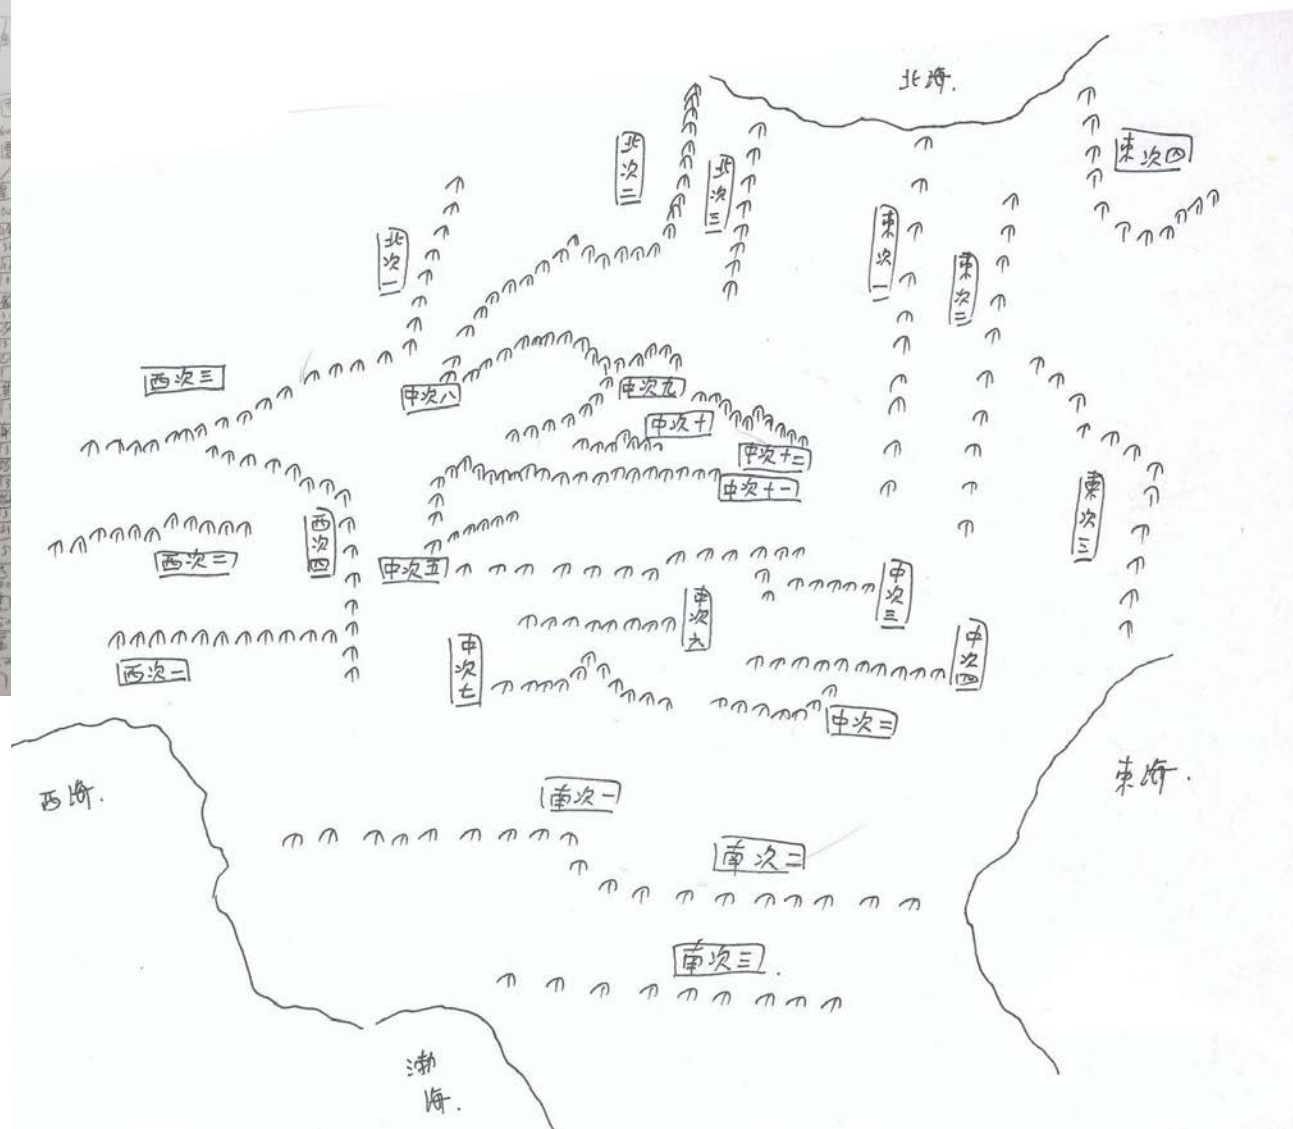 北海.
東次四
北次二
北次三
東次一
北次一
東次二
西次三
中次八
中次九
中次十
中次十二
中次十一
東次三
西次四
西次二
中次五
中次三
中次六
中次四
中次七
西次一
中次二
東海.
西海.
南次一
南次二
南次三.
渤海.